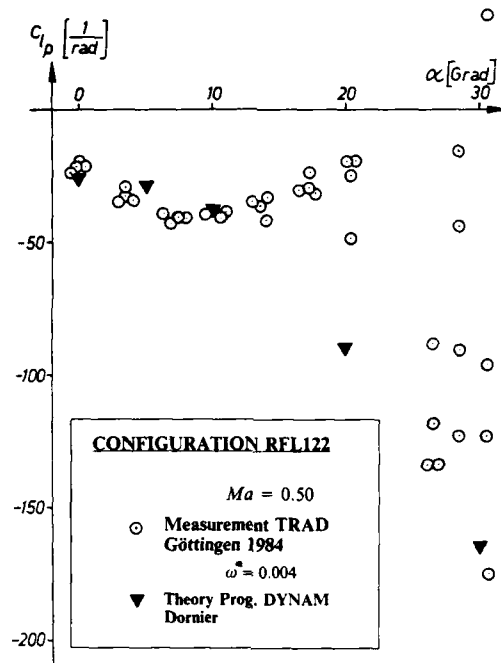 C_lp [1/rad]
α [Grad]
0 10 20 30
-50
-100
-150
-200
CONFIGURATION RFL122
Ma = 0.50
⊙ Measurement TRAD
Göttingen 1984
ω* = 0.004
▼ Theory Prog. DYNAM
Dornier